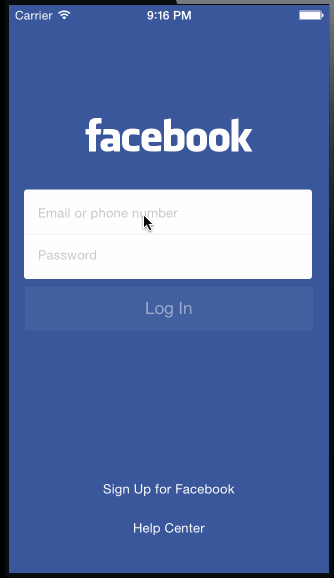 Carrier 9:16 PM
facebook
Email or phone number
Password
Log In
Sign Up for Facebook
Help Center